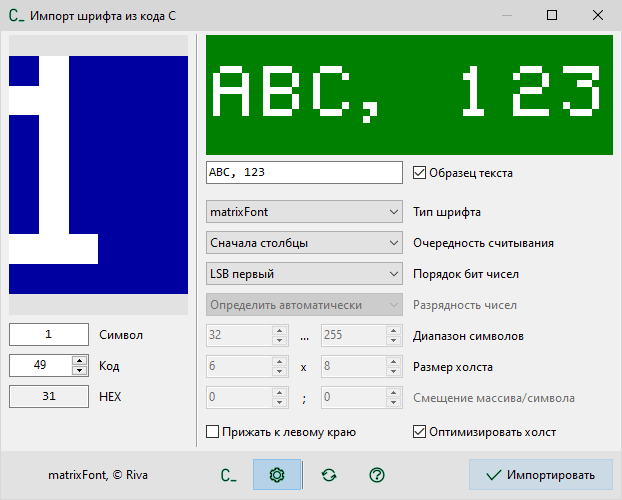 C_ Импорт шрифта из кода C
ABC, 123
ABC, 123
Образец текста
matrixFont
Тип шрифта
Сначала столбцы
Очередность считывания
LSB первый
Порядок бит чисел
Определить автоматически
Разрядность чисел
1
Символ
32 ... 255
Диапазон символов
49
Код
6 x 8
Размер холста
31
HEX
0 ; 0
Смещение массива/символа
Прижать к левому краю
Оптимизировать холст
matrixFont, © Riva
C_
?
Импортировать